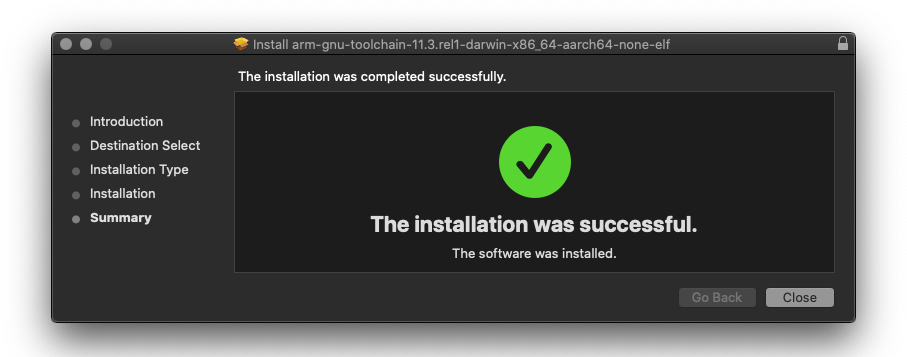 Install arm-gnu-toolchain-11.3.rel1-darwin-x86_64-aarch64-none-elf
The installation was completed successfully.
Introduction
Destination Select
Installation Type
Installation
Summary
The installation was successful.
The software was installed.
Go Back
Close